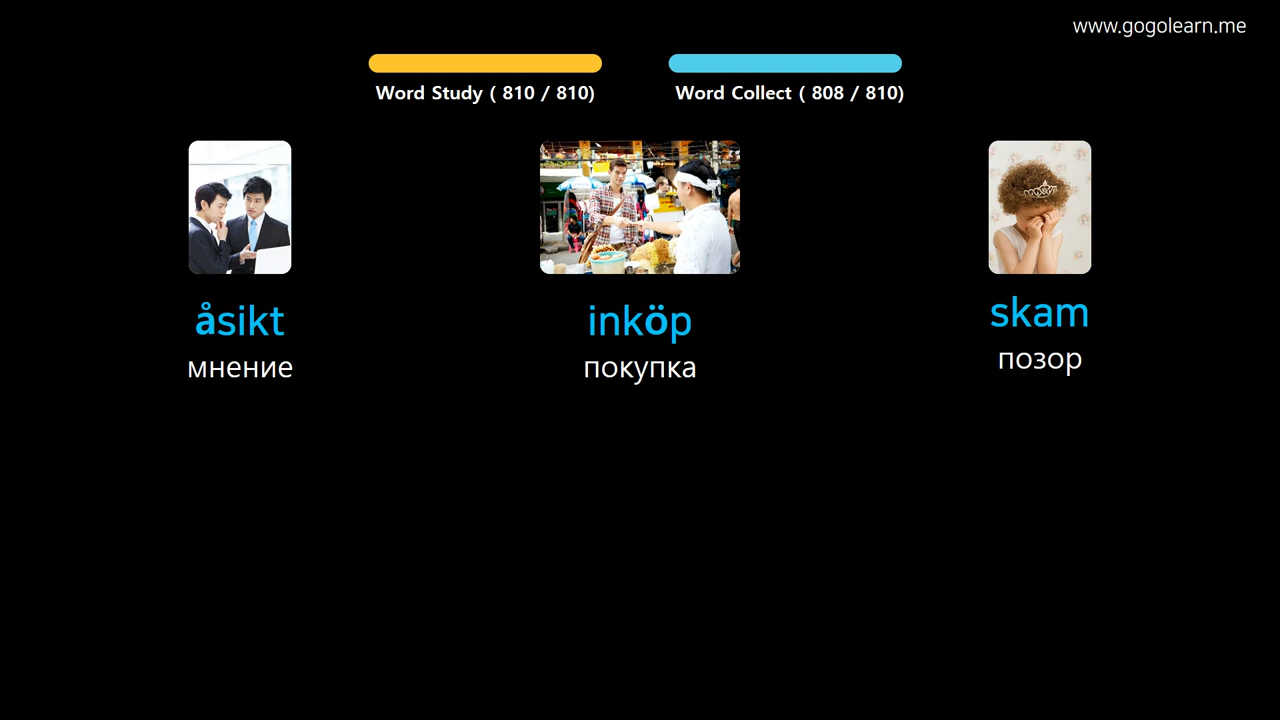 www.gogolearn.me
Word Study ( 810 / 810)
Word Collect ( 808 / 810)
åsikt
мнение
inköp
покупка
skam
позор